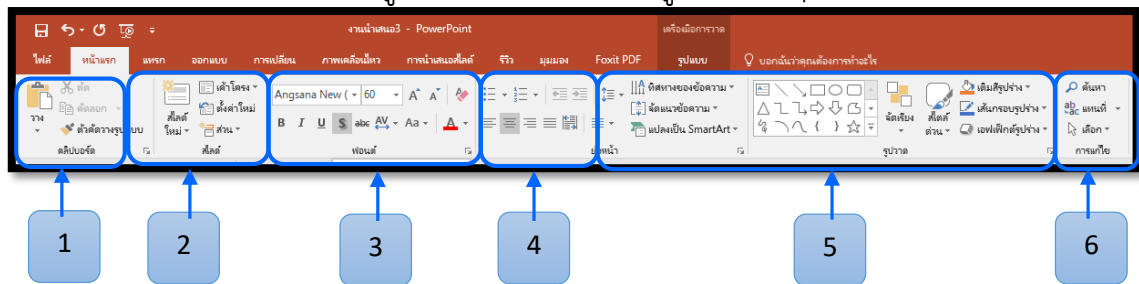 งานนำเสนอ3 - PowerPoint
เครื่องมือการวาด
ไฟล์ หน้าแรก แทรก ออกแบบ การเปลี่ยน ภาพเคลื่อนไหว การนำเสนอสไลด์ รีวิว มุมมอง Foxit PDF รูปแบบ บอกฉันว่าคุณต้องการทำอะไร
วาง
ตัด
คัดลอก
ตัวคัดวางรูปแบบ
คลิปบอร์ด
สไลด์
ใหม่
เค้าโครง
ตั้งค่าใหม่
ส่วน
สไลด์
Angsana New ( 60 A A
B I U S abc AV Aa A
ฟอนต์
ทิศทางของข้อความ
จัดแนวข้อความ
แปลงเป็น SmartArt
ย่อหน้า
จัดเรียง
สไตล์
ด่วน
เติมสีรูปร่าง
เส้นกรอบรูปร่าง
เอฟเฟ็กต์รูปร่าง
รูปวาด
ค้นหา
แทนที่
เลือก
การแก้ไข
1 2 3 4 5 6